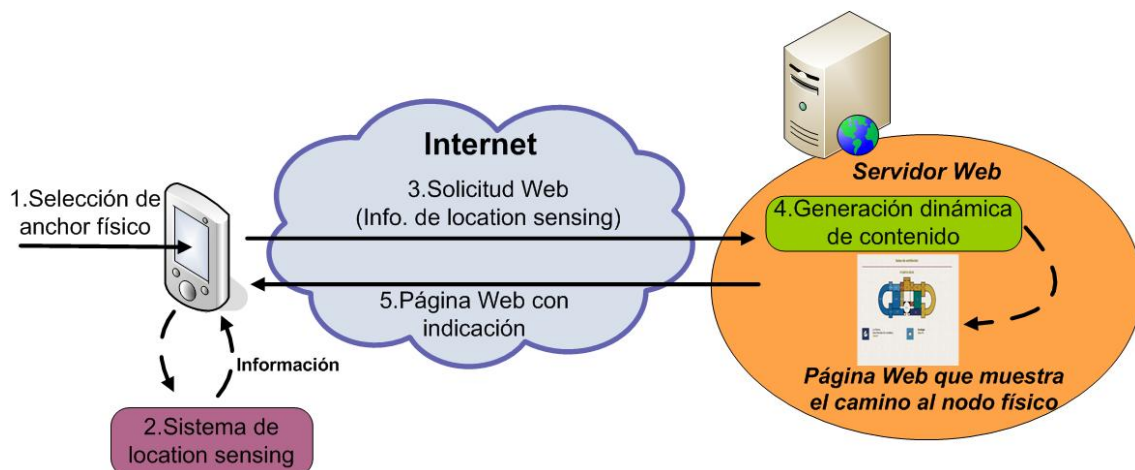 1.Selección de
anchor físico
Información
2.Sistema de
location sensing
Internet
3.Solicitud Web
(Info. de location sensing)
5.Página Web con
indicación
Servidor Web
4.Generación dinámica
de contenido
Página Web que muestra
el camino al nodo físico